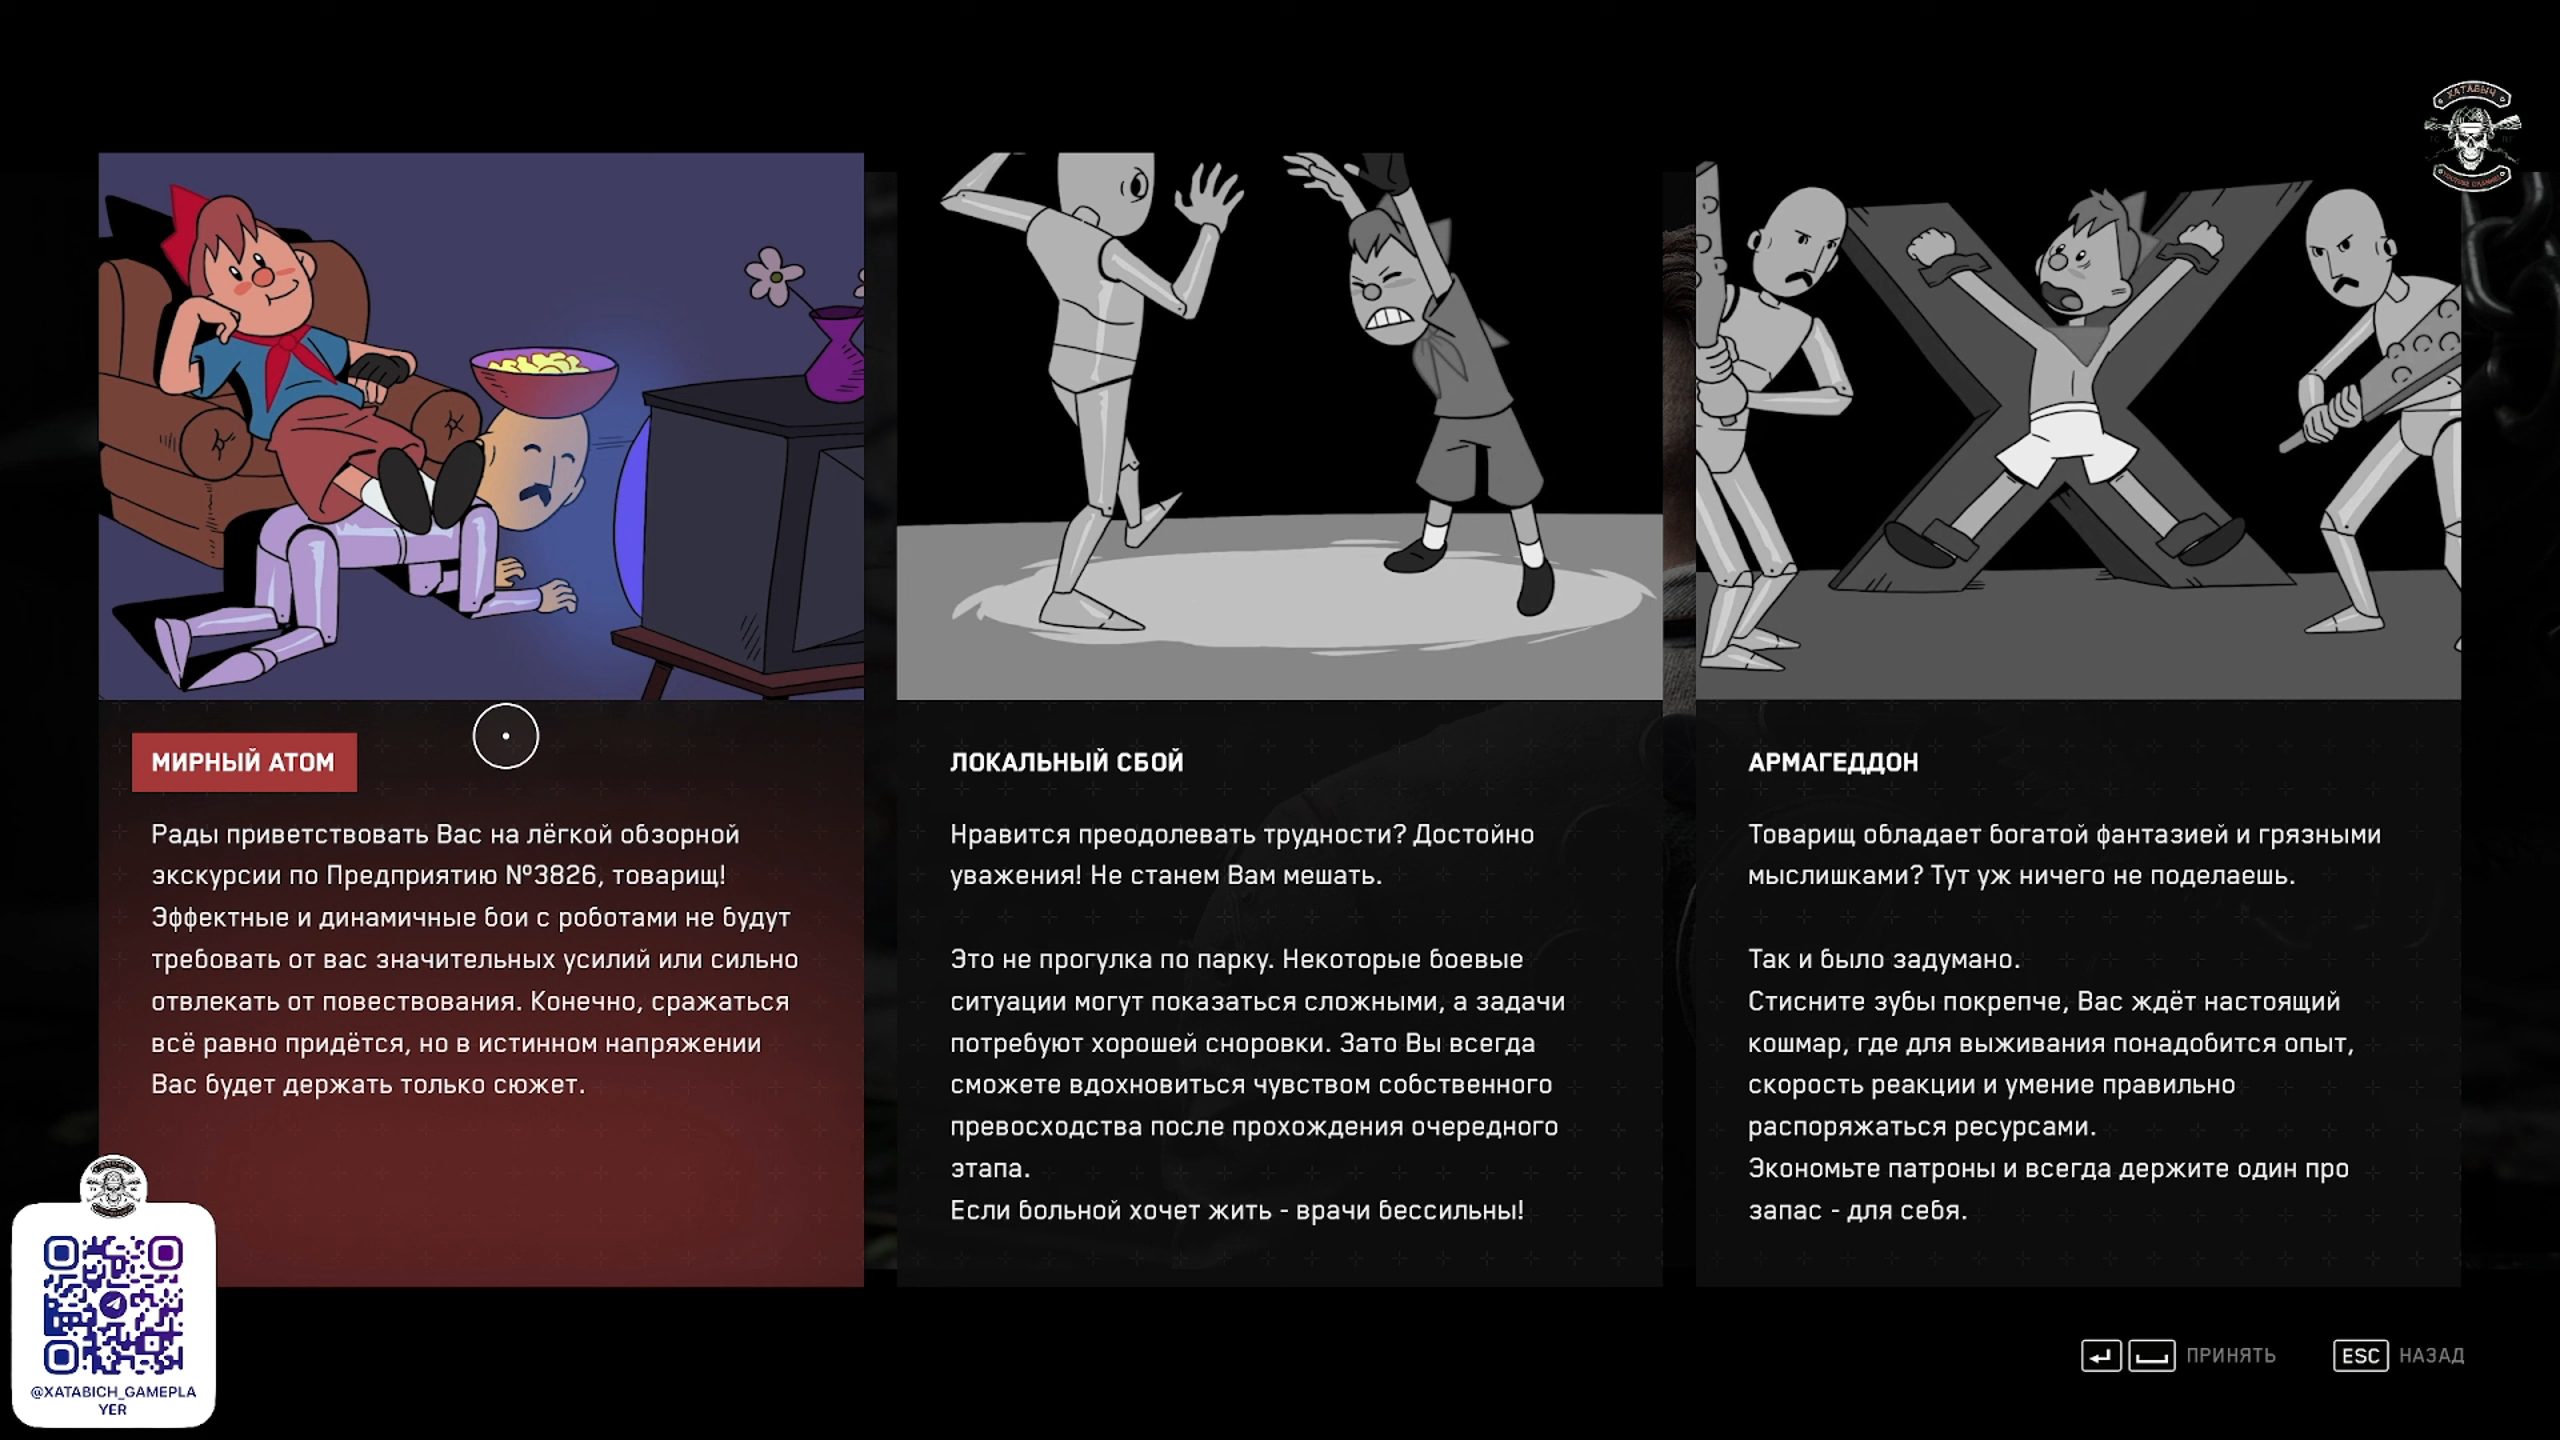 ХАТАБЫЧ
МИРНЫЙ АТОМ
Рады приветствовать Вас на лёгкой обзорной
экскурсии по Предприятию №3826, товарищ!
Эффектные и динамичные бои с роботами не будут
требовать от вас значительных усилий или сильно
отвлекать от повествования. Конечно, сражаться
всё равно придётся, но в истинном напряжении
Вас будет держать только сюжет.
ЛОКАЛЬНЫЙ СБОЙ
Нравится преодолевать трудности? Достойно
уважения! Не станем Вам мешать.
Это не прогулка по парку. Некоторые боевые
ситуации могут показаться сложными, а задачи
потребуют хорошей сноровки. Зато Вы всегда
сможете вдохновиться чувством собственного
превосходства после прохождения очередного
этапа.
Если больной хочет жить - врачи бессильны!
АРМАГЕДДОН
Товарищ обладает богатой фантазией и грязными
мыслишками? Тут уж ничего не поделаешь.
Так и было задумано.
Стисните зубы покрепче, Вас ждёт настоящий
кошмар, где для выживания понадобится опыт,
скорость реакции и умение правильно
распоряжаться ресурсами.
Экономьте патроны и всегда держите один про
запас - для себя.
@XATABICH_GAMEPLA
YER
ПРИНЯТЬ
ESC НАЗАД